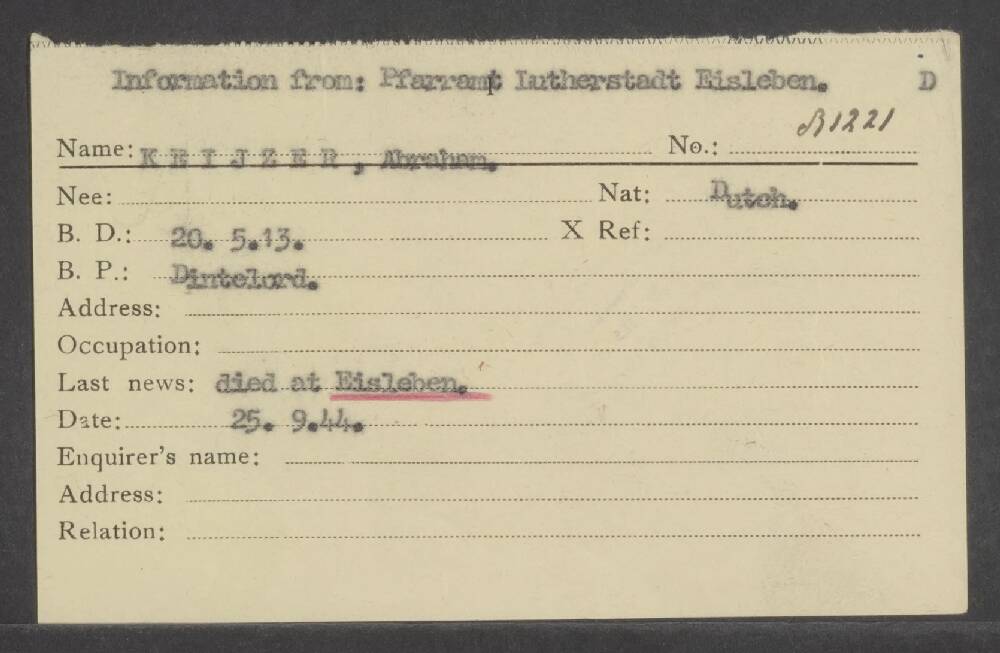 Information from: Pfarramt Lutherstadt Eisleben. D
B1221
Name: K E I J Z E R , Abraham. No.:
Nee: Nat: Dutch.
B. D.: 20. 5.13. X Ref:
B. P.: Dintelord.
Address:
Occupation:
Last news: died at Eisleben.
Date: 25. 9.44.
Enquirer's name:
Address:
Relation: